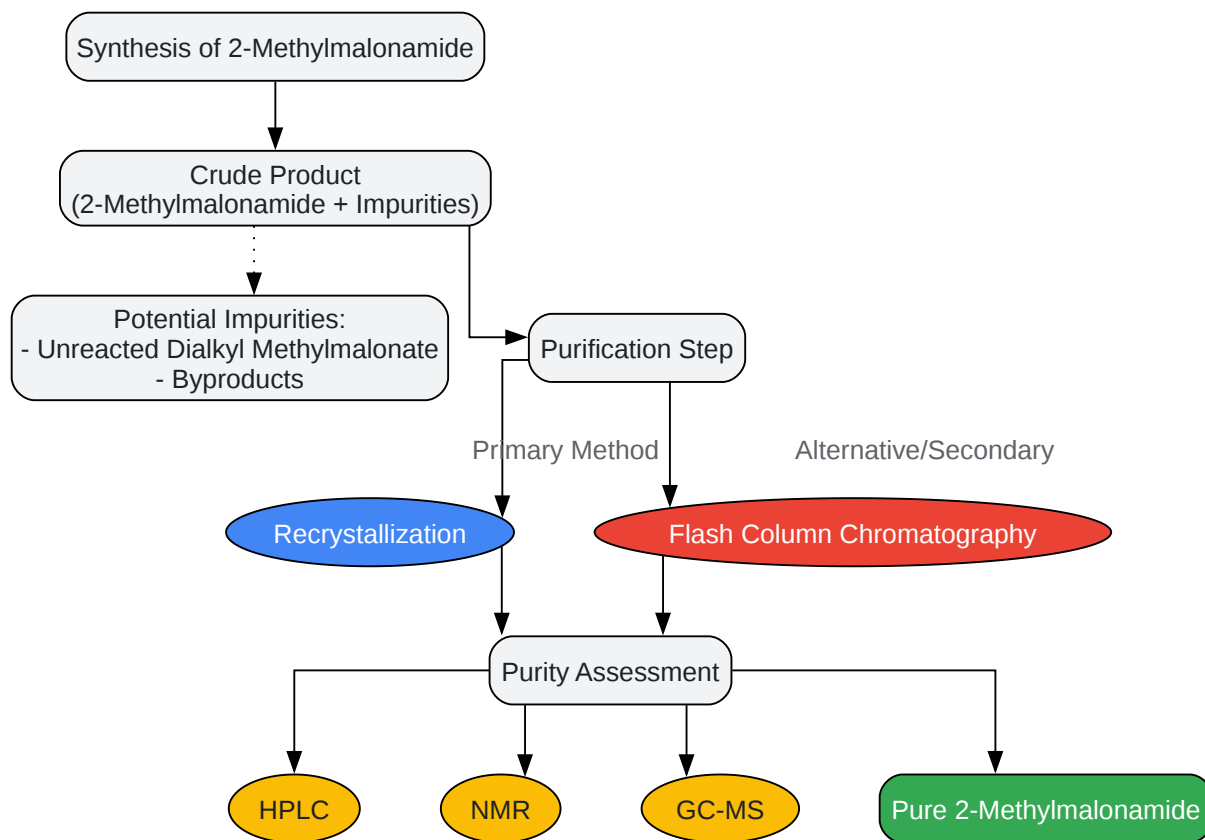 Synthesis of 2-Methylmalonamide
Crude Product
(2-Methylmalonamide + Impurities)
Potential Impurities:
- Unreacted Dialkyl Methylmalonate
- Byproducts
Purification Step
Primary Method
Alternative/Secondary
Recrystallization
Flash Column Chromatography
Purity Assessment
HPLC
NMR
GC-MS
Pure 2-Methylmalonamide